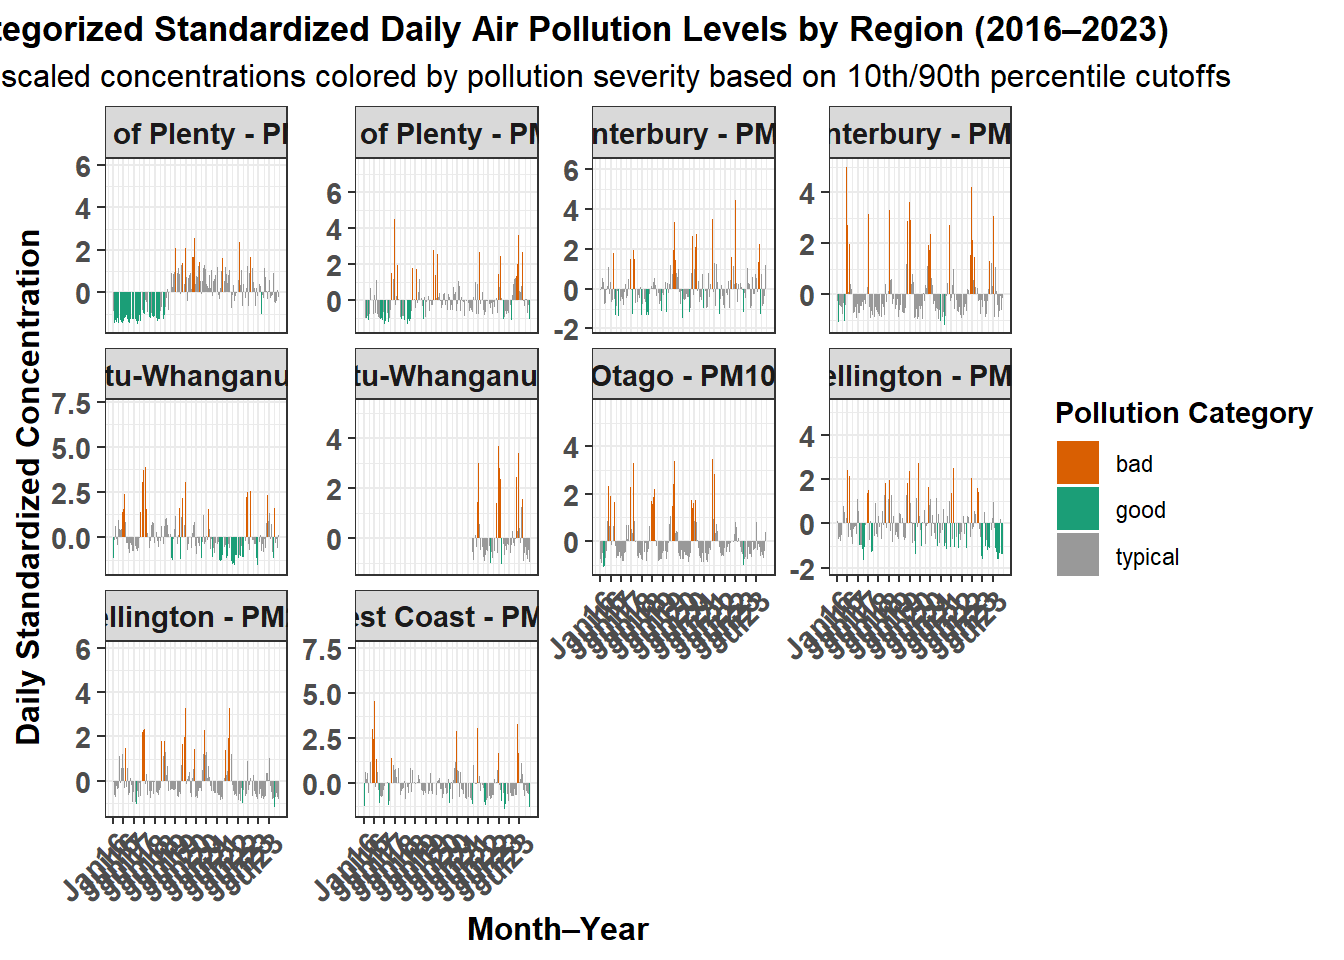 tegorized Standardized Daily Air Pollution Levels by Region (2016–2023)
scaled concentrations colored by pollution severity based on 10th/90th percentile cutoffs
of Plenty - P
of Plenty - PM
nterbury - PM
nterbury - PM
6
4
2
0
6
4
2
0
6
4
2
0
-2
4
2
0
tu-Whanganu
tu-Whanganu
Otago - PM10
ellington - PM
7.5
5.0
2.5
0.0
4
2
0
4
2
0
4
2
0
-2
ellington - PM
est Coast - PM
6
4
2
0
7.5
5.0
2.5
0.0
Daily Standardized Concentration
Month–Year
Pollution Category
bad
good
typical